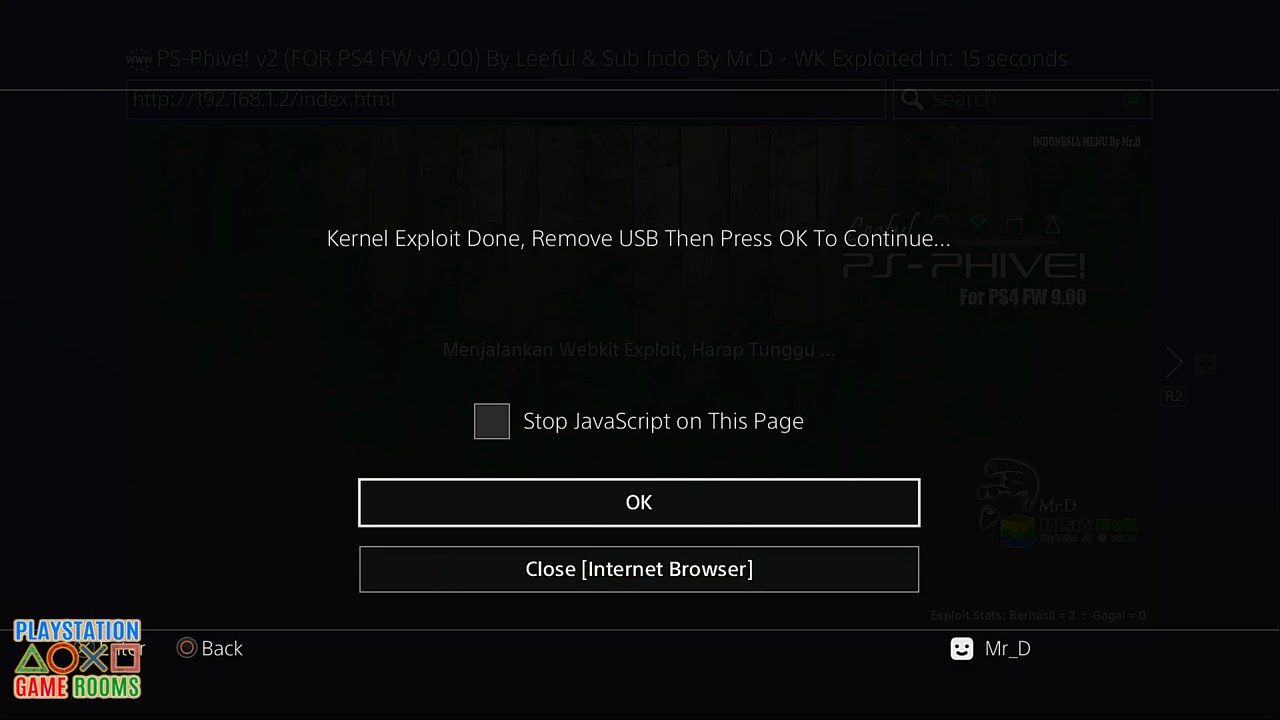 PS-Phive! v2 (FOR PS4 FW v9.00) By Leeful & Sub Indo By Mr.D - WK Exploited In: 15 seconds
http://192.168.1.2/index.html
Search
INDONESIA MENU By Mr.D
Leeful
Kernel Exploit Done, Remove USB Then Press OK To Continue...
PS-PHIVE!
For PS4 FW 9.00
Menjalankan Webkit Exploit, Harap Tunggu ...
R2
Stop JavaScript on This Page
OK
Mr.D
PLAYBOX
Close [Internet Browser]
Exploit Stats: Berhasil = 2 : Gagal = 0
PLAYSTATION
GAME ROOMS
Enter
Back
Mr_D